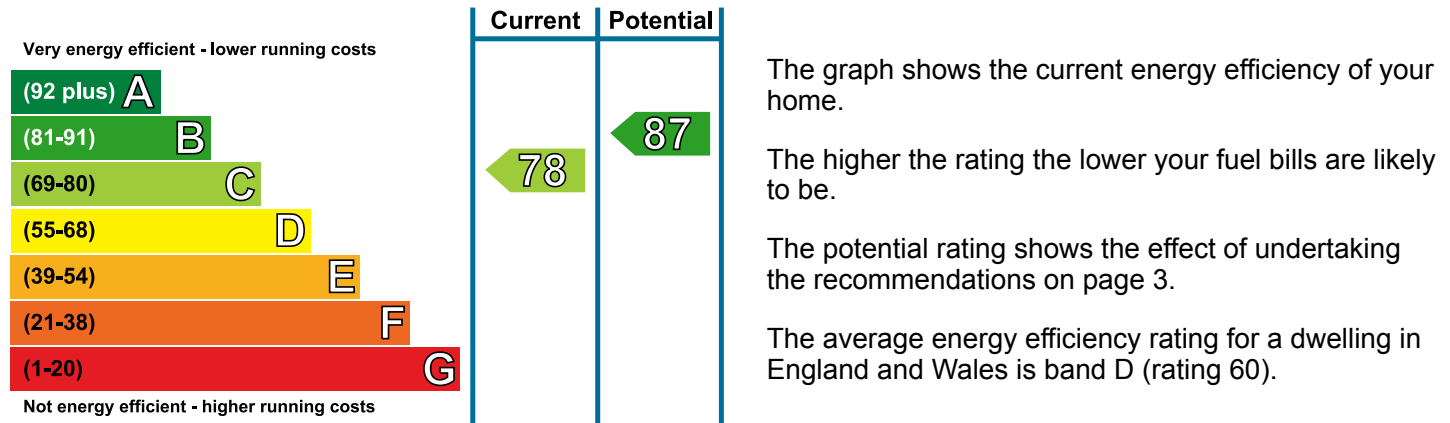 Current Potential
Very energy efficient - lower running costs
(92 plus) A
(81-91) B
87
(69-80) C
78
(55-68) D
(39-54) E
(21-38) F
(1-20) G
Not energy efficient - higher running costs
The graph shows the current energy efficiency of your
home.
The higher the rating the lower your fuel bills are likely
to be.
The potential rating shows the effect of undertaking
the recommendations on page 3.
The average energy efficiency rating for a dwelling in
England and Wales is band D (rating 60).